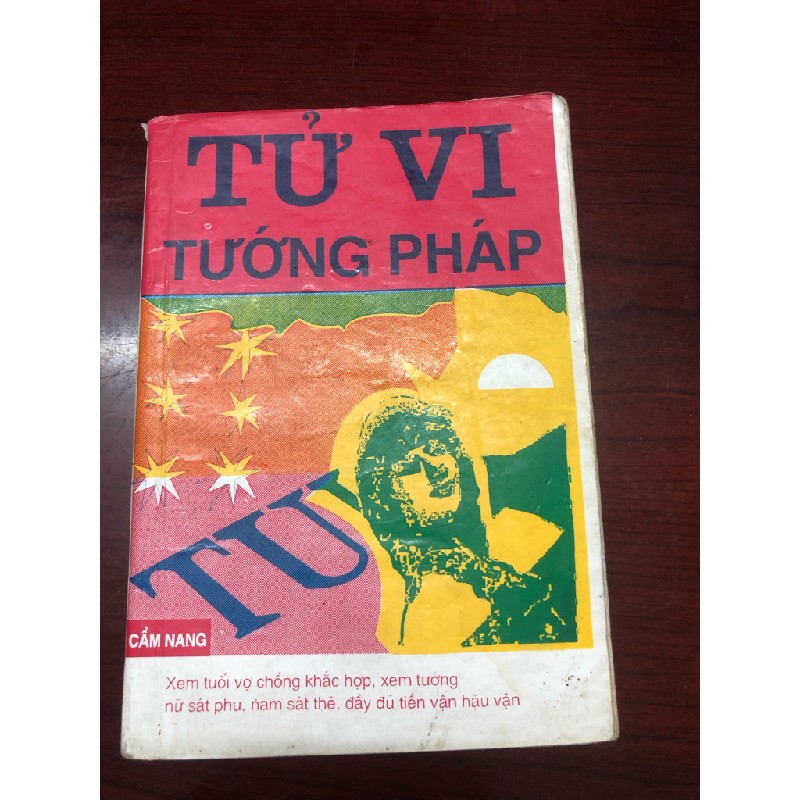 TỬ VI
TƯỚNG PHÁP
TƯ
CẨM NANG
Xem tuổi vợ chồng khắc hợp, xem tướng
nữ sát phu, nam sát thê, đầy đủ tiền vận hậu vận